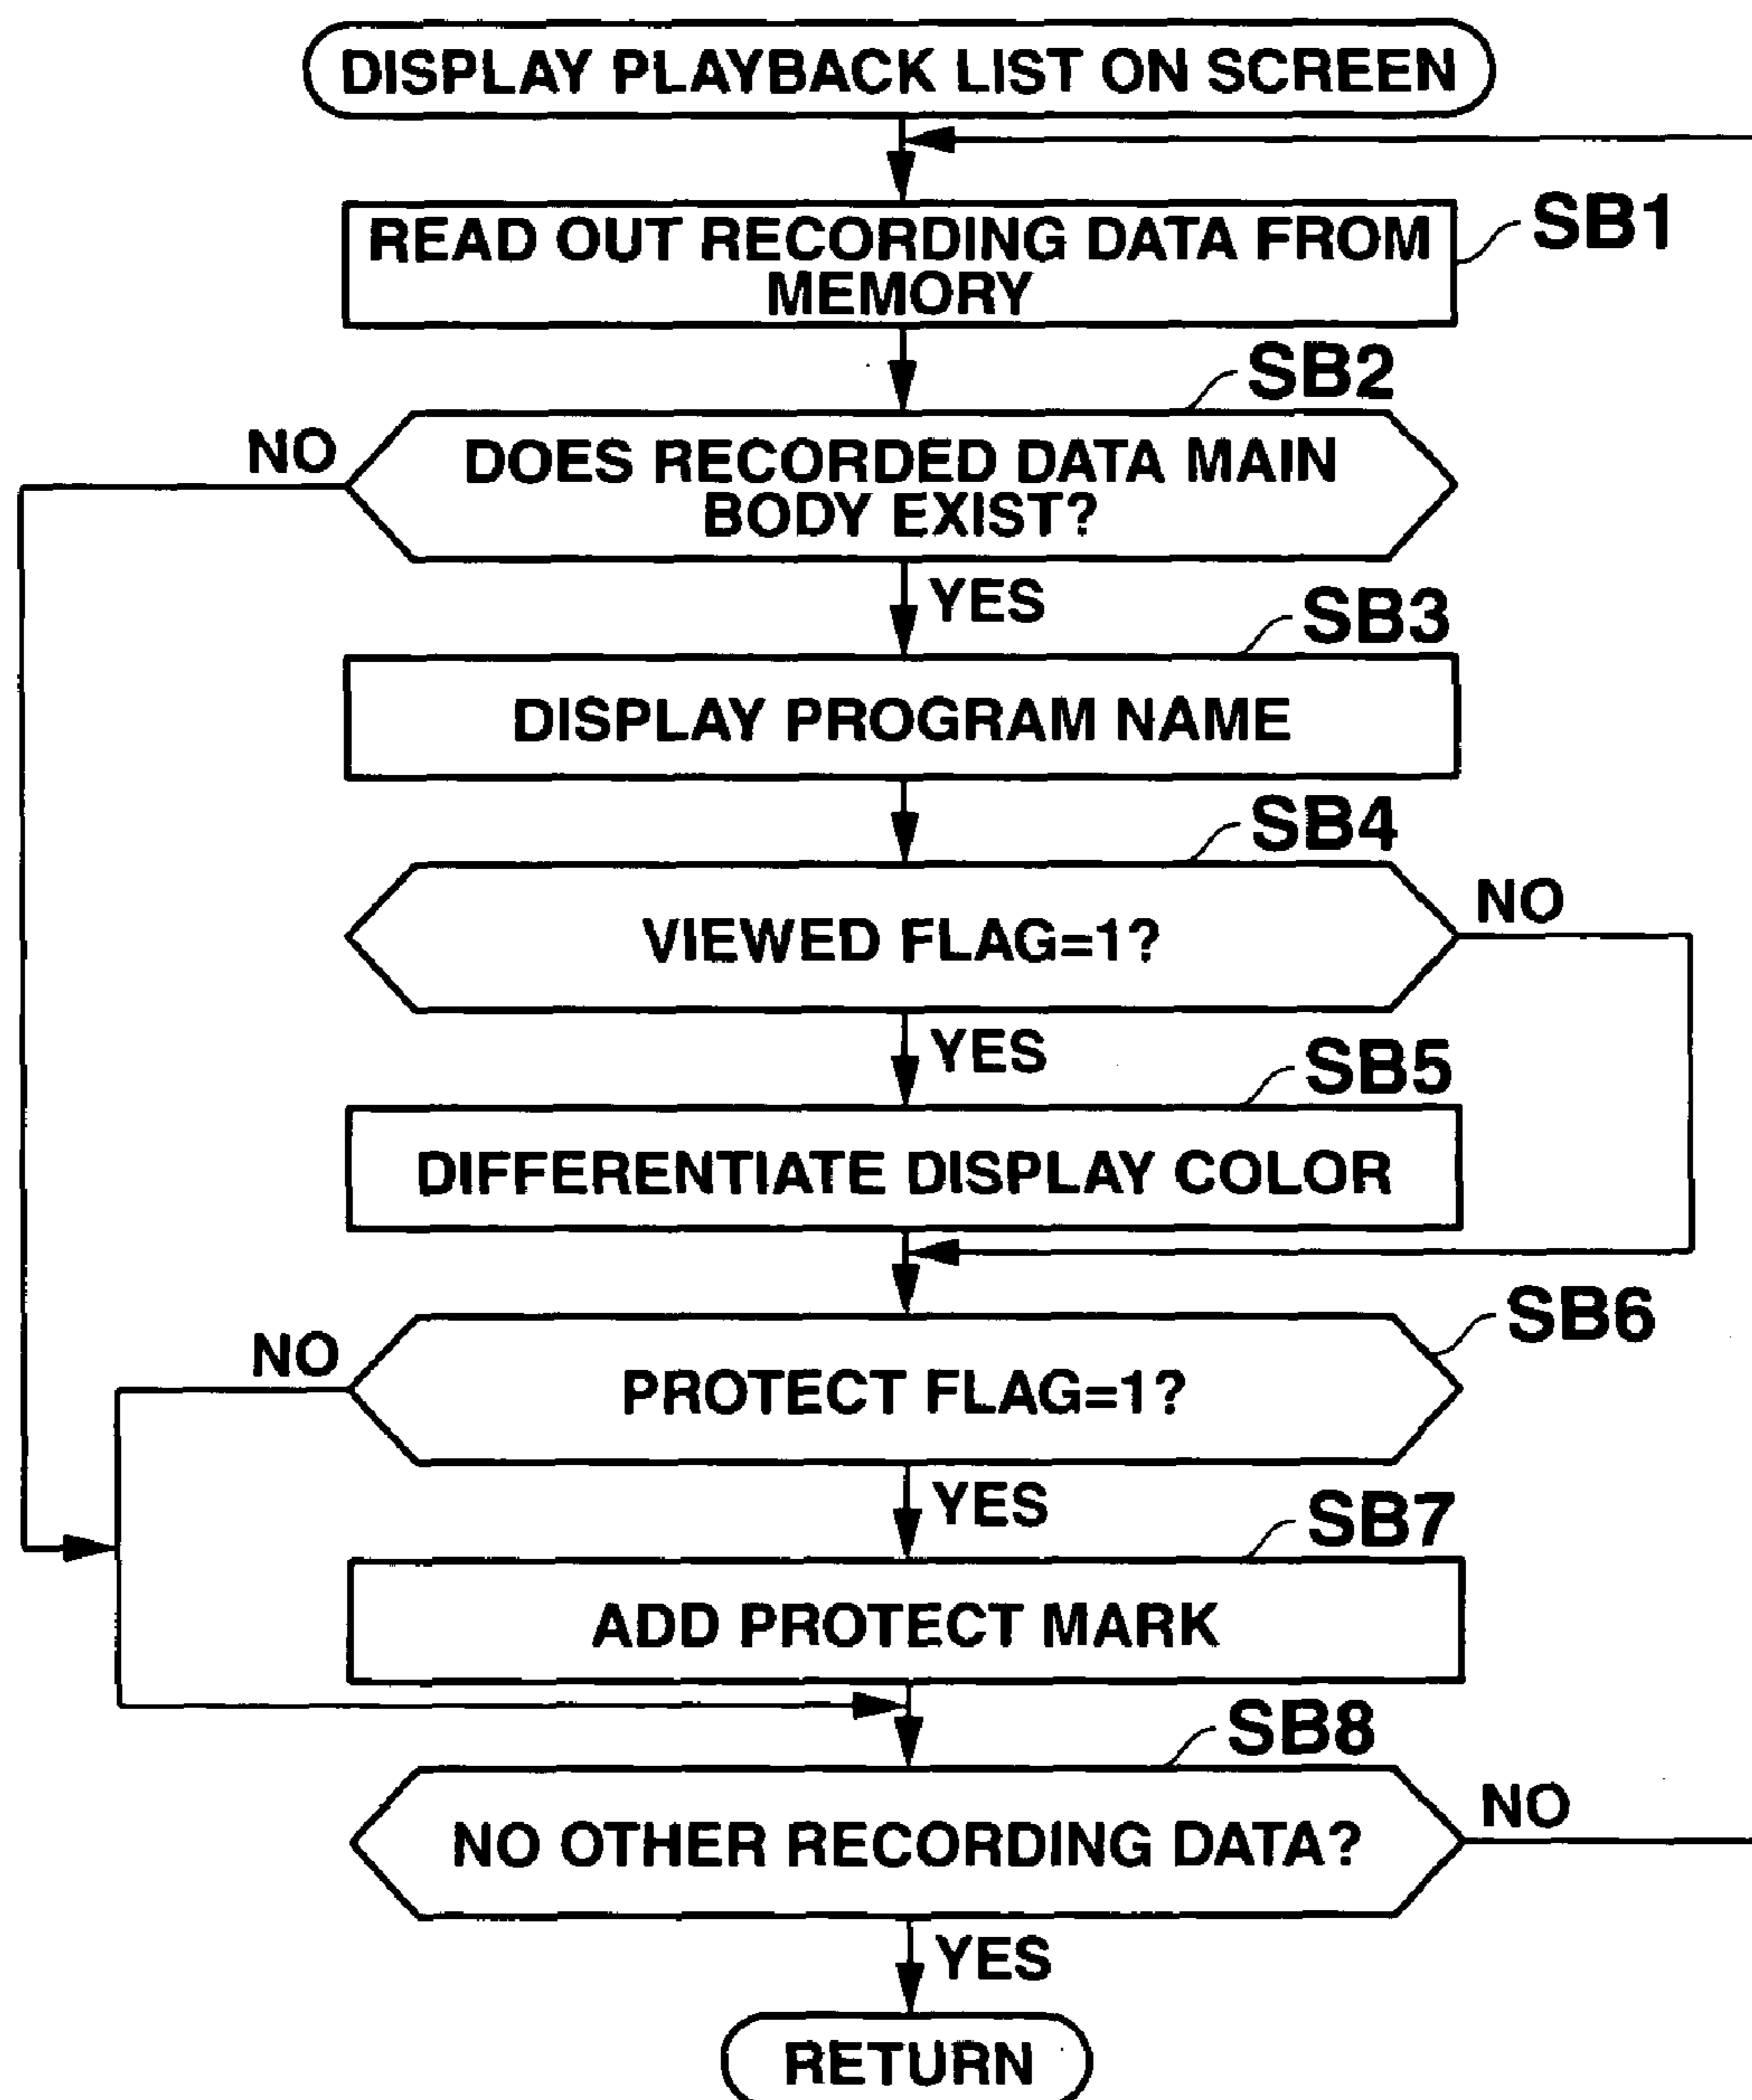 DISPLAY PLAYBACK LIST ON SCREEN
SB1
READ OUT RECORDING DATA FROM
MEMORY
SB2
NO
DOES RECORDED DATA MAIN
BODY EXIST?
YES
SB3
DISPLAY PROGRAM NAME
SB4
NO
VIEWED FLAG=1?
YES
SB5
DIFFERENTIATE DISPLAY COLOR
SB6
NO
PROTECT FLAG=1?
YES
SB7
ADD PROTECT MARK
SB8
NO
NO OTHER RECORDING DATA?
YES
RETURN